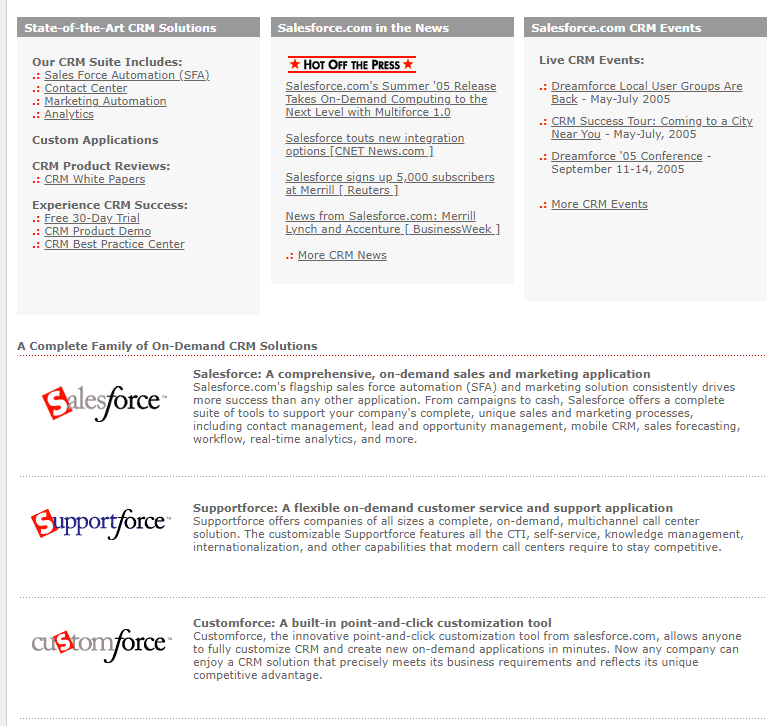 State-of-the-Art CRM Solutions
Our CRM Suite Includes:
.: Sales Force Automation (SFA)
.: Contact Center
.: Marketing Automation
.: Analytics
Custom Applications
CRM Product Reviews:
.: CRM White Papers
Experience CRM Success:
.: Free 30-Day Trial
.: CRM Product Demo
.: CRM Best Practice Center
Salesforce.com in the News
HOT OFF THE PRESS
Salesforce.com's Summer '05 Release
Takes On-Demand Computing to the
Next Level with Multiforce 1.0
Salesforce touts new integration
options [CNET News.com ]
Salesforce signs up 5,000 subscribers
at Merrill [ Reuters ]
News from Salesforce.com: Merrill
Lynch and Accenture [ BusinessWeek ]
.: More CRM News
Salesforce.com CRM Events
Live CRM Events:
.: Dreamforce Local User Groups Are
Back - May-July 2005
.: CRM Success Tour: Coming to a City
Near You - May-July, 2005
.: Dreamforce '05 Conference -
September 11-14, 2005
.: More CRM Events
A Complete Family of On-Demand CRM Solutions
Salesforce™
Salesforce: A comprehensive, on-demand sales and marketing application
Salesforce.com's flagship sales force automation (SFA) and marketing solution consistently drives
more success than any other application. From campaigns to cash, Salesforce offers a complete
suite of tools to support your company's complete, unique sales and marketing processes,
including contact management, lead and opportunity management, mobile CRM, sales forecasting,
workflow, real-time analytics, and more.
Supportforce™
Supportforce: A flexible on-demand customer service and support application
Supportforce offers companies of all sizes a complete, on-demand, multichannel call center
solution. The customizable Supportforce features all the CTI, self-service, knowledge management,
internationalization, and other capabilities that modern call centers require to stay competitive.
cuStomforce™
Customforce: A built-in point-and-click customization tool
Customforce, the innovative point-and-click customization tool from salesforce.com, allows anyone
to fully customize CRM and create new on-demand applications in minutes. Now any company can
enjoy a CRM solution that precisely meets its business requirements and reflects its unique
competitive advantage.